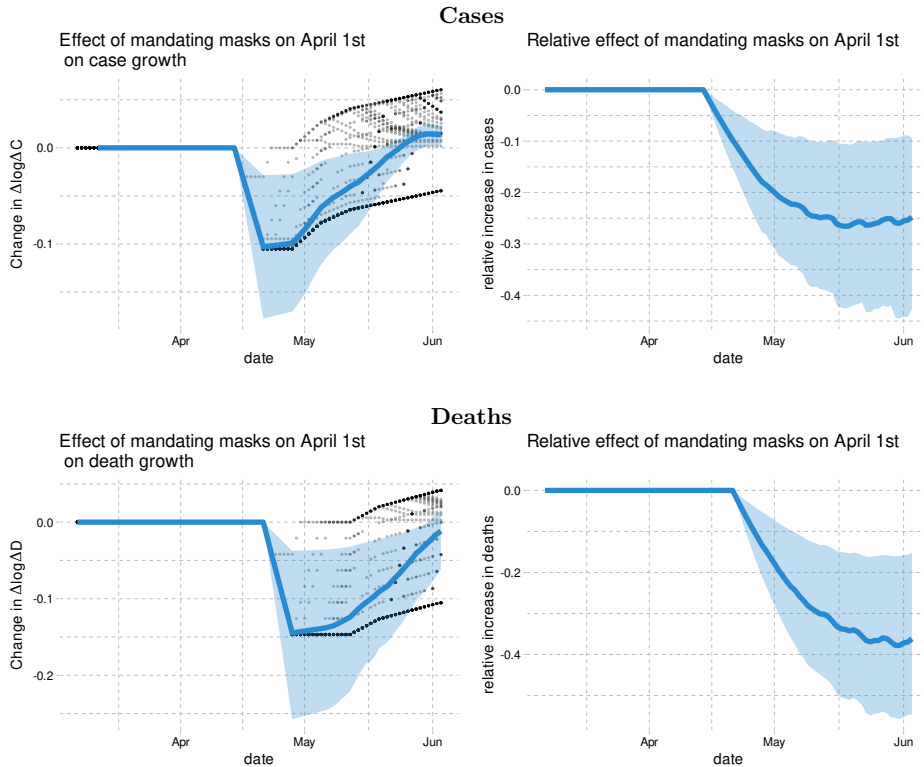 Cases
Effect of mandating masks on April 1st
on case growth
Change in ΔlogΔC
0.0
-0.1
Apr
May
Jun
date
Relative effect of mandating masks on April 1st
relative increase in cases
0.0
-0.1
-0.2
-0.3
-0.4
Apr
May
Jun
date
Deaths
Effect of mandating masks on April 1st
on death growth
Change in ΔlogΔD
0.0
-0.1
-0.2
Apr
May
Jun
date
Relative effect of mandating masks on April 1st
relative increase in deaths
0.0
-0.2
-0.4
Apr
May
Jun
date